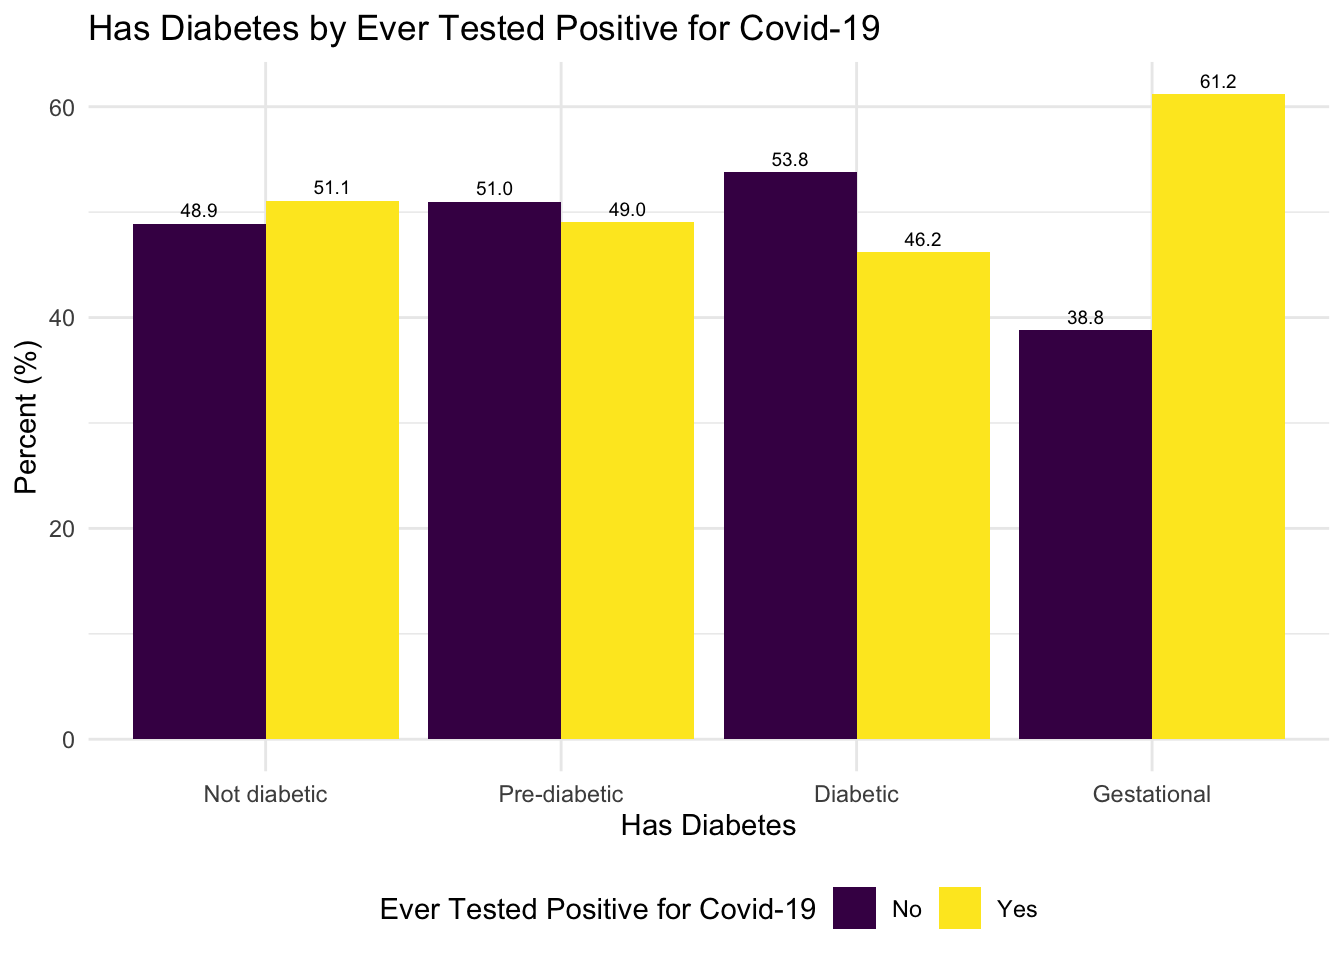 Has Diabetes by Ever Tested Positive for Covid-19
Percent (%)
60
40
20
0
48.9
51.1
51.0
49.0
53.8
46.2
38.8
61.2
Not diabetic
Pre-diabetic
Diabetic
Gestational
Has Diabetes
Ever Tested Positive for Covid-19 No Yes